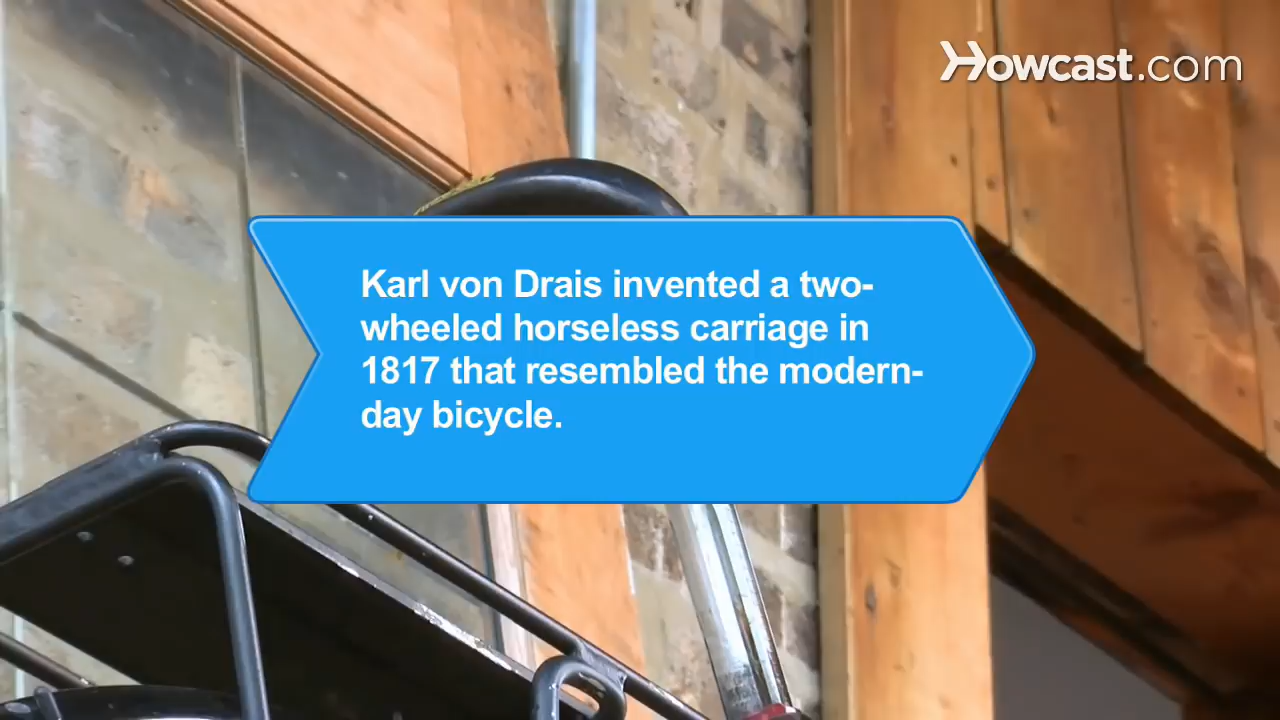 Howcast.com
Karl von Drais invented a two-
wheeled horseless carriage in
1817 that resembled the modern-
day bicycle.